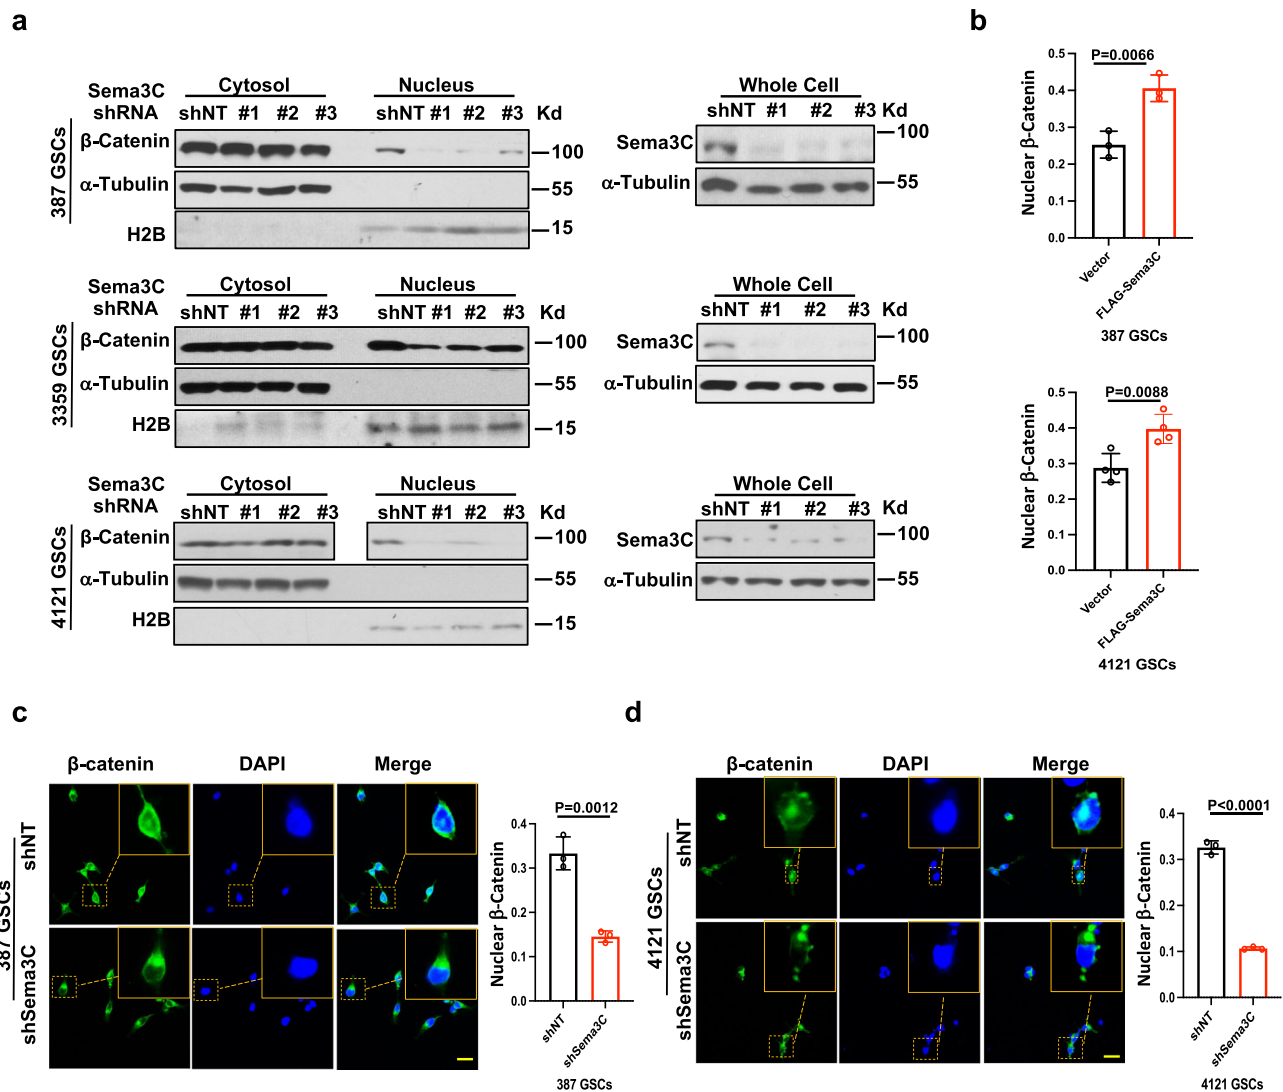 a
Sema3C
shRNA
Cytosol
Nucleus
shNT #1 #2 #3
shNT #1 #2 #3 Kd
387 GSCs
β-Catenin
100
α-Tubulin
55
H2B
15
Whole Cell
shNT #1 #2 #3 Kd
Sema3C
100
α-Tubulin
55
Sema3C
shRNA
Cytosol
Nucleus
shNT #1 #2 #3
shNT #1 #2 #3 Kd
3359 GSCs
β-Catenin
100
α-Tubulin
55
H2B
15
Whole Cell
shNT #1 #2 #3 Kd
Sema3C
100
α-Tubulin
55
Sema3C
shRNA
Cytosol
Nucleus
shNT #1 #2 #3
shNT #1 #2 #3 Kd
4121 GSCs
β-Catenin
100
α-Tubulin
55
H2B
15
Whole Cell
shNT #1 #2 #3 Kd
Sema3C
100
α-Tubulin
55
b
Nuclear β-Catenin
0.5
0.4
0.3
0.2
0.1
0.0
P=0.0066
Vector
FLAG-Sema3C
387 GSCs
Nuclear β-Catenin
0.5
0.4
0.3
0.2
0.1
0.0
P=0.0088
Vector
FLAG-Sema3C
4121 GSCs
c
β-catenin DAPI Merge
387 GSCs
shNT
shSema3C
Nuclear β-Catenin
0.4
0.3
0.2
0.1
0.0
P=0.0012
shNT
shSema3C
387 GSCs
d
β-catenin DAPI Merge
4121 GSCs
shNT
shSema3C
Nuclear β-Catenin
0.4
0.3
0.2
0.1
0.0
P<0.0001
shNT
shSema3C
4121 GSCs